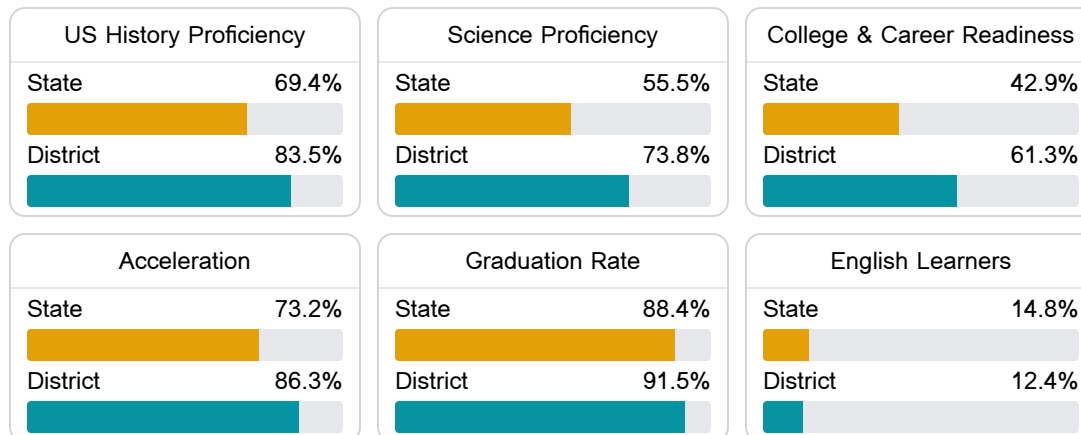 US History Proficiency
State 69.4%
District 83.5%
Science Proficiency
State 55.5%
District 73.8%
College & Career Readiness
State 42.9%
District 61.3%
Acceleration
State 73.2%
District 86.3%
Graduation Rate
State 88.4%
District 91.5%
English Learners
State 14.8%
District 12.4%